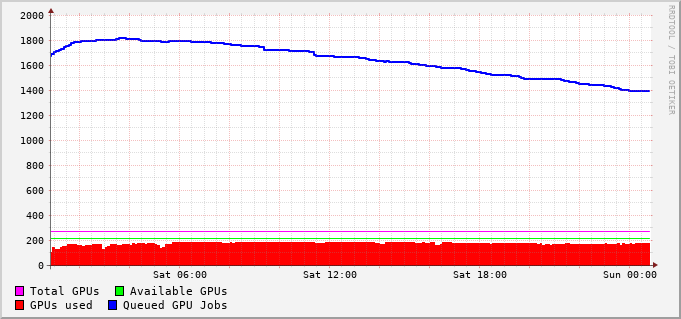 2000
1800
1600
1400
1200
1000
800
600
400
200
0
Sat 06:00 Sat 12:00 Sat 18:00 Sun 00:00
Total GPUs Available GPUs
GPUs used Queued GPU Jobs
RRDTOOL / TOBI OETIKER